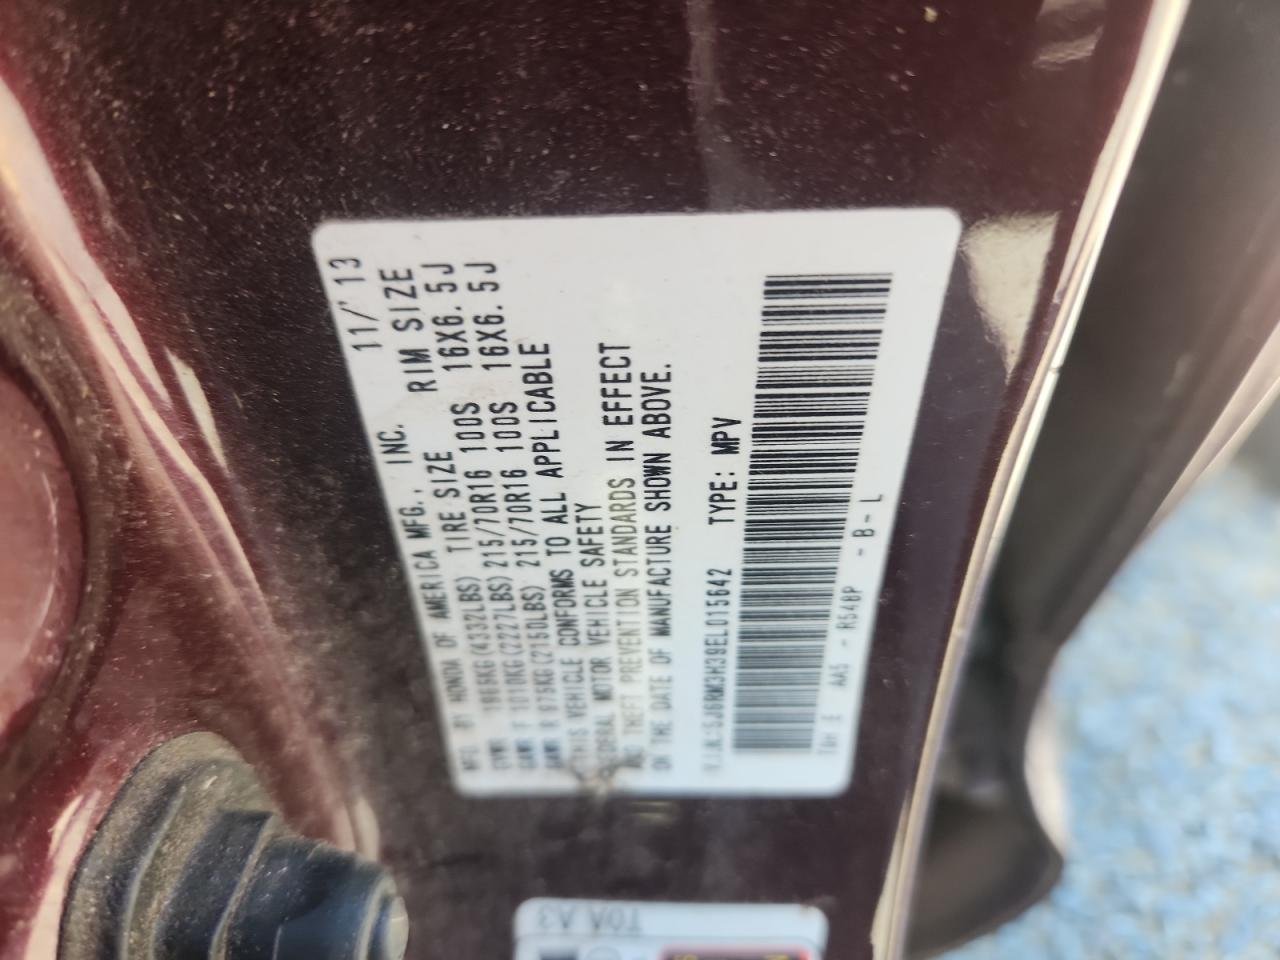 MFD. BY HONDA OF AMERICA MFG., INC. 11/'13
GVWR 1965KG(4332LBS) TIRE SIZE RIM SIZE
GAWR F 1010KG(2227LBS) 215/70R16 100S 16X6.5J
GAWR R 975KG(2150LBS) 215/70R16 100S 16X6.5J
THIS VEHICLE CONFORMS TO ALL APPLICABLE
FEDERAL MOTOR VEHICLE SAFETY
AND THEFT PREVENTION STANDARDS IN EFFECT
ON THE DATE OF MANUFACTURE SHOWN ABOVE.
V.I.N.:5J6RM3H39EL015642 TYPE: MPV
T0A E AA5 - R548P - B - L
T0A A3